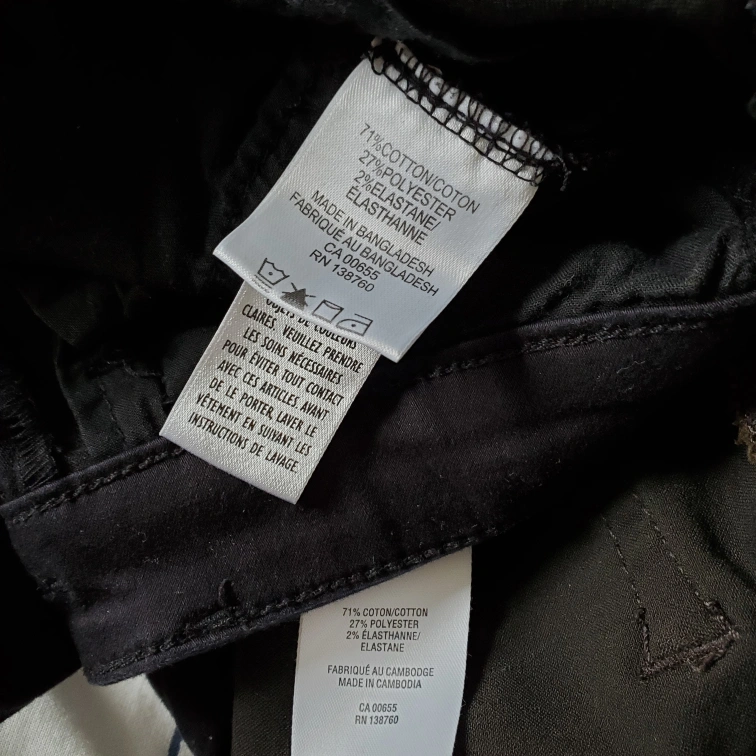 71%COTTON/COTON
27%POLYESTER
2%ELASTANE/
ÉLASTHANNE
MADE IN BANGLADESH
FABRIQUÉ AU BANGLADESH
CA 00655
RN 138760
OBJETS DE COULEURS
CLAIRES. VEUILLEZ PRENDRE
LES SOINS NÉCESSAIRES
POUR ÉVITER TOUT CONTACT
AVEC CES ARTICLES AVANT
DE LE PORTER, LAVER LE
VÊTEMENT EN SUIVANT LES
INSTRUCTIONS DE LAVAGE.
71% COTON/COTTON
27% POLYESTER
2% ÉLASTHANNE/
ELASTANE
FABRIQUÉ AU CAMBODGE
MADE IN CAMBODIA
CA 00655
RN 138760